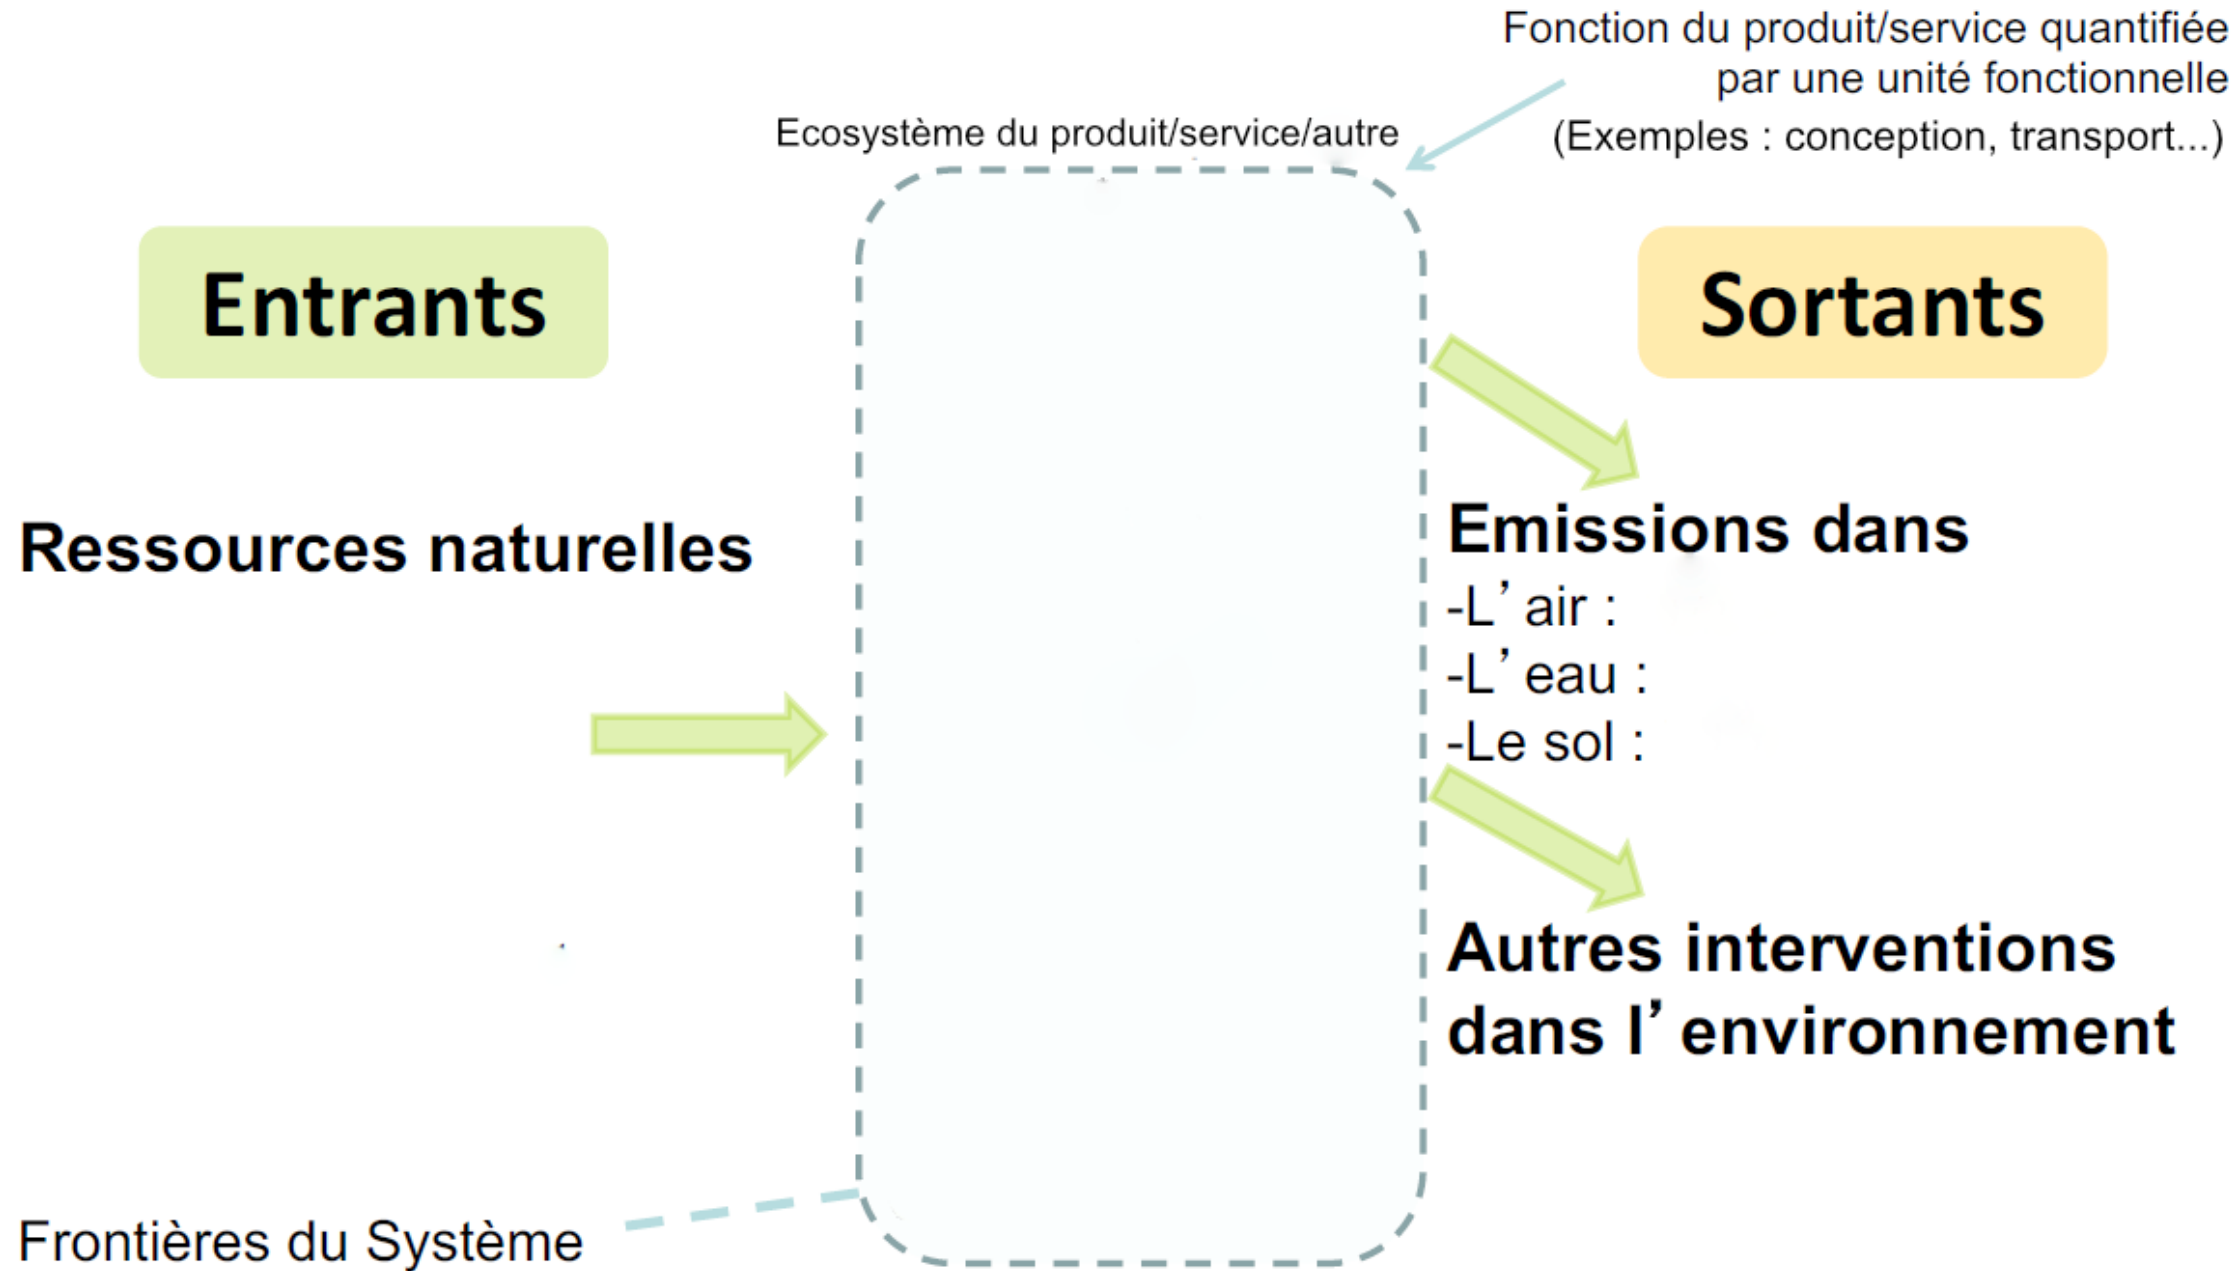 Fonction du produit/service quantifiée
par une unité fonctionnelle
(Exemples : conception, transport...)
Ecosystème du produit/service/autre
Entrants
Sortants
Ressources naturelles
Emissions dans
-L’ air :
-L’ eau :
-Le sol :
Autres interventions
dans l’ environnement
Frontières du Système